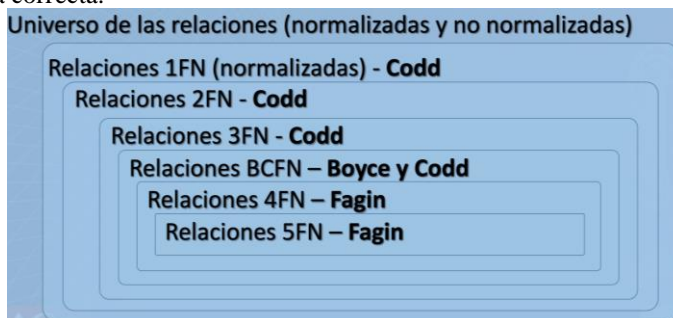 a correcta.
Universo de las relaciones (normalizadas y no normalizadas)
Relaciones 1FN (normalizadas) - Codd
Relaciones 2FN - Codd
Relaciones 3FN - Codd
Relaciones BCFN – Boyce y Codd
Relaciones 4FN – Fagin
Relaciones 5FN – Fagin